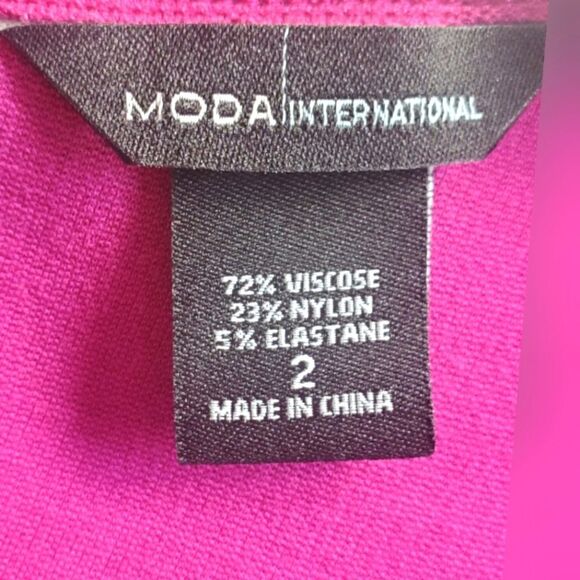 MODA INTERNATIONAL
72% VISCOSE
23% NYLON
5% ELASTANE
2
MADE IN CHINA